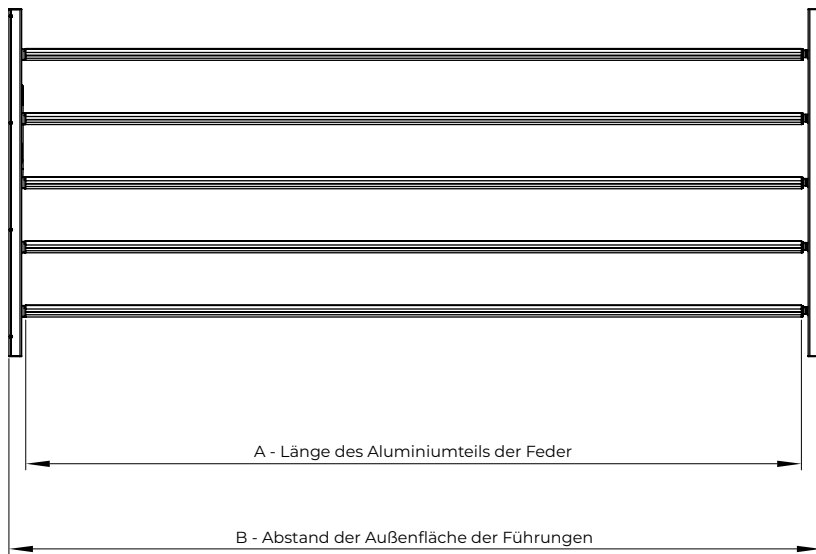 A - Länge des Aluminiumteils der Feder
B - Abstand der Außenfläche der Führungen